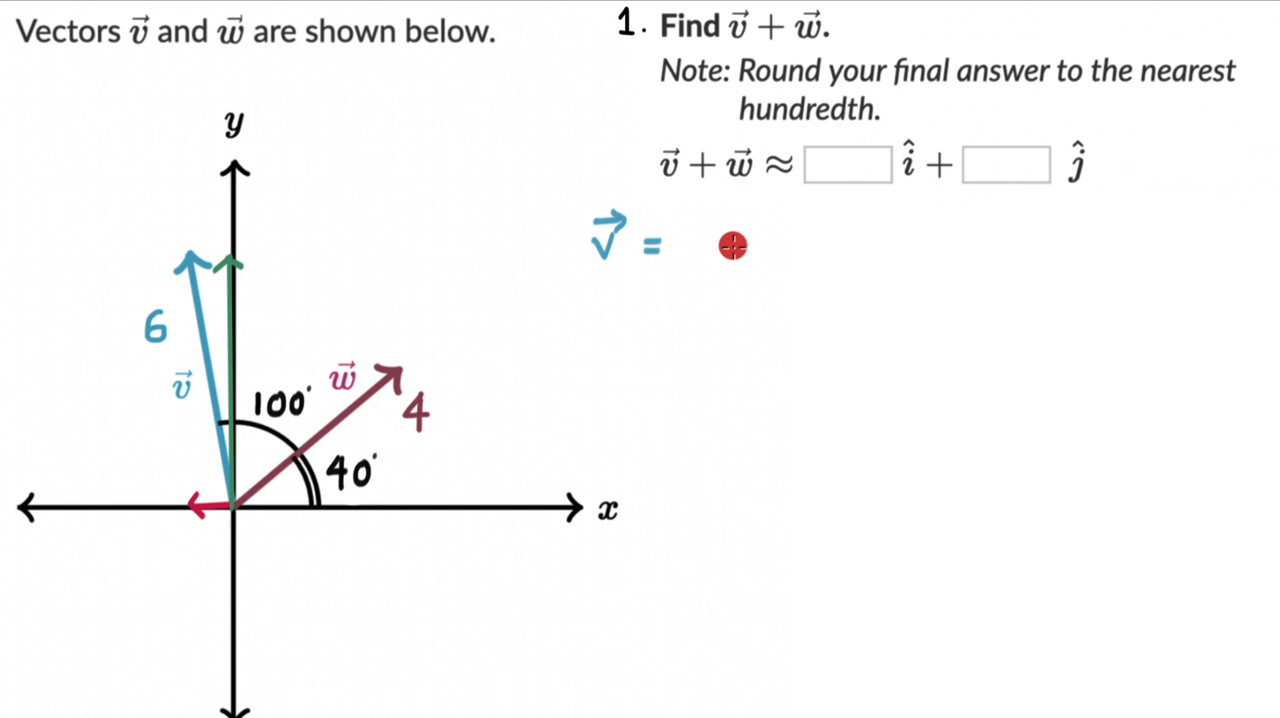 Vectors v⃗ and w⃗ are shown below.
1. Find v⃗ + w⃗.
Note: Round your final answer to the nearest
hundredth.
v⃗ + w⃗ ≈ î + ĵ
y
v⃗ =
6
v⃗
w⃗
100°
4
40°
x